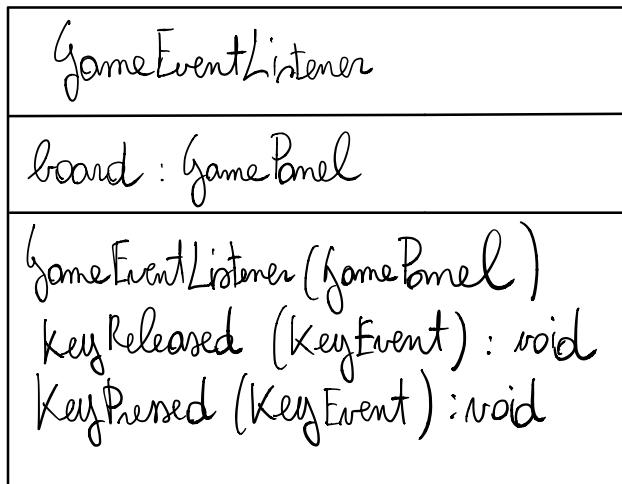 GameEventListener
board : GamePanel
GameEventListener (GamePanel)
KeyReleased (KeyEvent) : void
KeyPressed (KeyEvent) : void